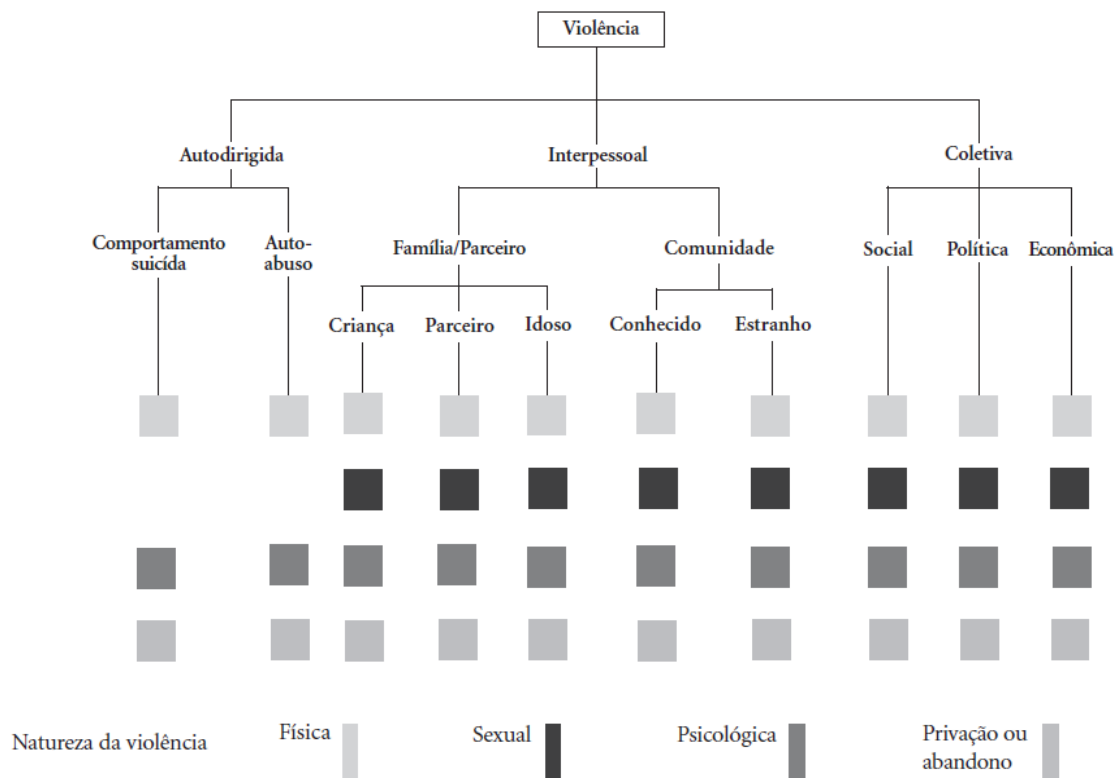 Violência
Autodirigida
Interpessoal
Coletiva
Comportamento
suicída
Auto-
abuso
Família/Parceiro
Comunidade
Social
Política
Econômica
Criança
Parceiro
Idoso
Conhecido
Estranho
Natureza da violência
Física
Sexual
Psicológica
Privação ou
abandono